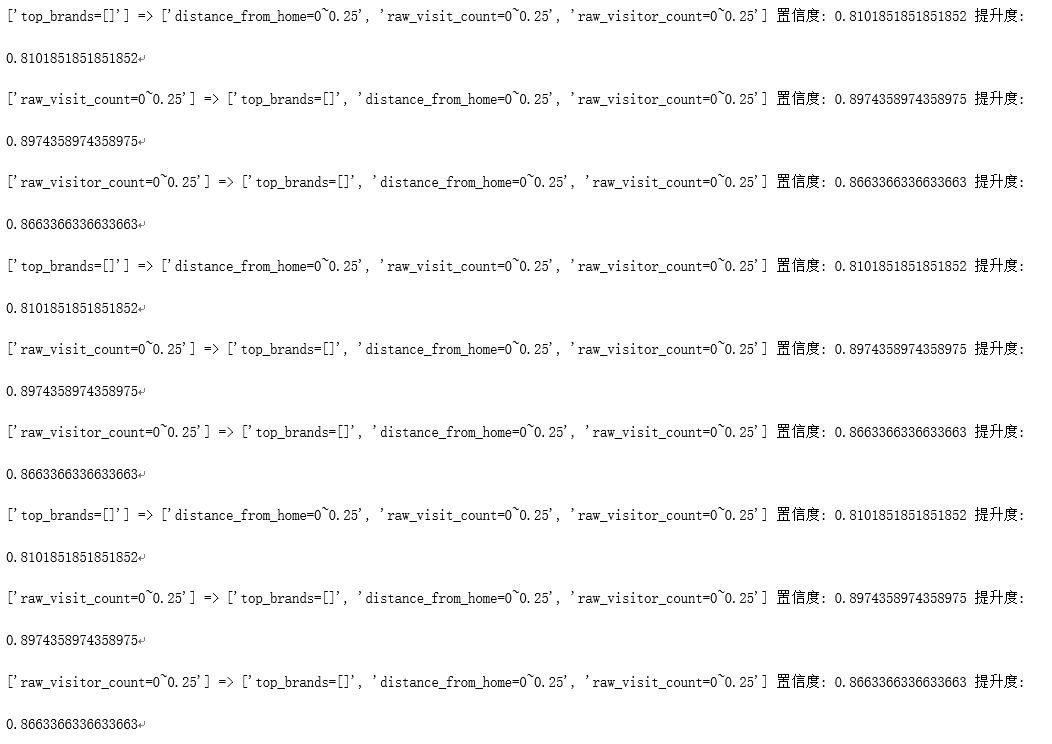 ['top_brands=[]'] => ['distance_from_home=0~0.25', 'raw_visit_count=0~0.25', 'raw_visitor_count=0~0.25'] 置信度: 0.8101851851851852 提升度:
0.8101851851851852↵
['raw_visit_count=0~0.25'] => ['top_brands=[]', 'distance_from_home=0~0.25', 'raw_visitor_count=0~0.25'] 置信度: 0.8974358974358975 提升度:
0.8974358974358975↵
['raw_visitor_count=0~0.25'] => ['top_brands=[]', 'distance_from_home=0~0.25', 'raw_visit_count=0~0.25'] 置信度: 0.8663366336633663 提升度:
0.8663366336633663↵
['top_brands=[]'] => ['distance_from_home=0~0.25', 'raw_visit_count=0~0.25', 'raw_visitor_count=0~0.25'] 置信度: 0.8101851851851852 提升度:
0.8101851851851852↵
['raw_visit_count=0~0.25'] => ['top_brands=[]', 'distance_from_home=0~0.25', 'raw_visitor_count=0~0.25'] 置信度: 0.8974358974358975 提升度:
0.8974358974358975↵
['raw_visitor_count=0~0.25'] => ['top_brands=[]', 'distance_from_home=0~0.25', 'raw_visit_count=0~0.25'] 置信度: 0.8663366336633663 提升度:
0.8663366336633663↵
['top_brands=[]'] => ['distance_from_home=0~0.25', 'raw_visit_count=0~0.25', 'raw_visitor_count=0~0.25'] 置信度: 0.8101851851851852 提升度:
0.8101851851851852↵
['raw_visit_count=0~0.25'] => ['top_brands=[]', 'distance_from_home=0~0.25', 'raw_visitor_count=0~0.25'] 置信度: 0.8974358974358975 提升度:
0.8974358974358975↵
['raw_visitor_count=0~0.25'] => ['top_brands=[]', 'distance_from_home=0~0.25', 'raw_visit_count=0~0.25'] 置信度: 0.8663366336633663 提升度:
0.8663366336633663↵